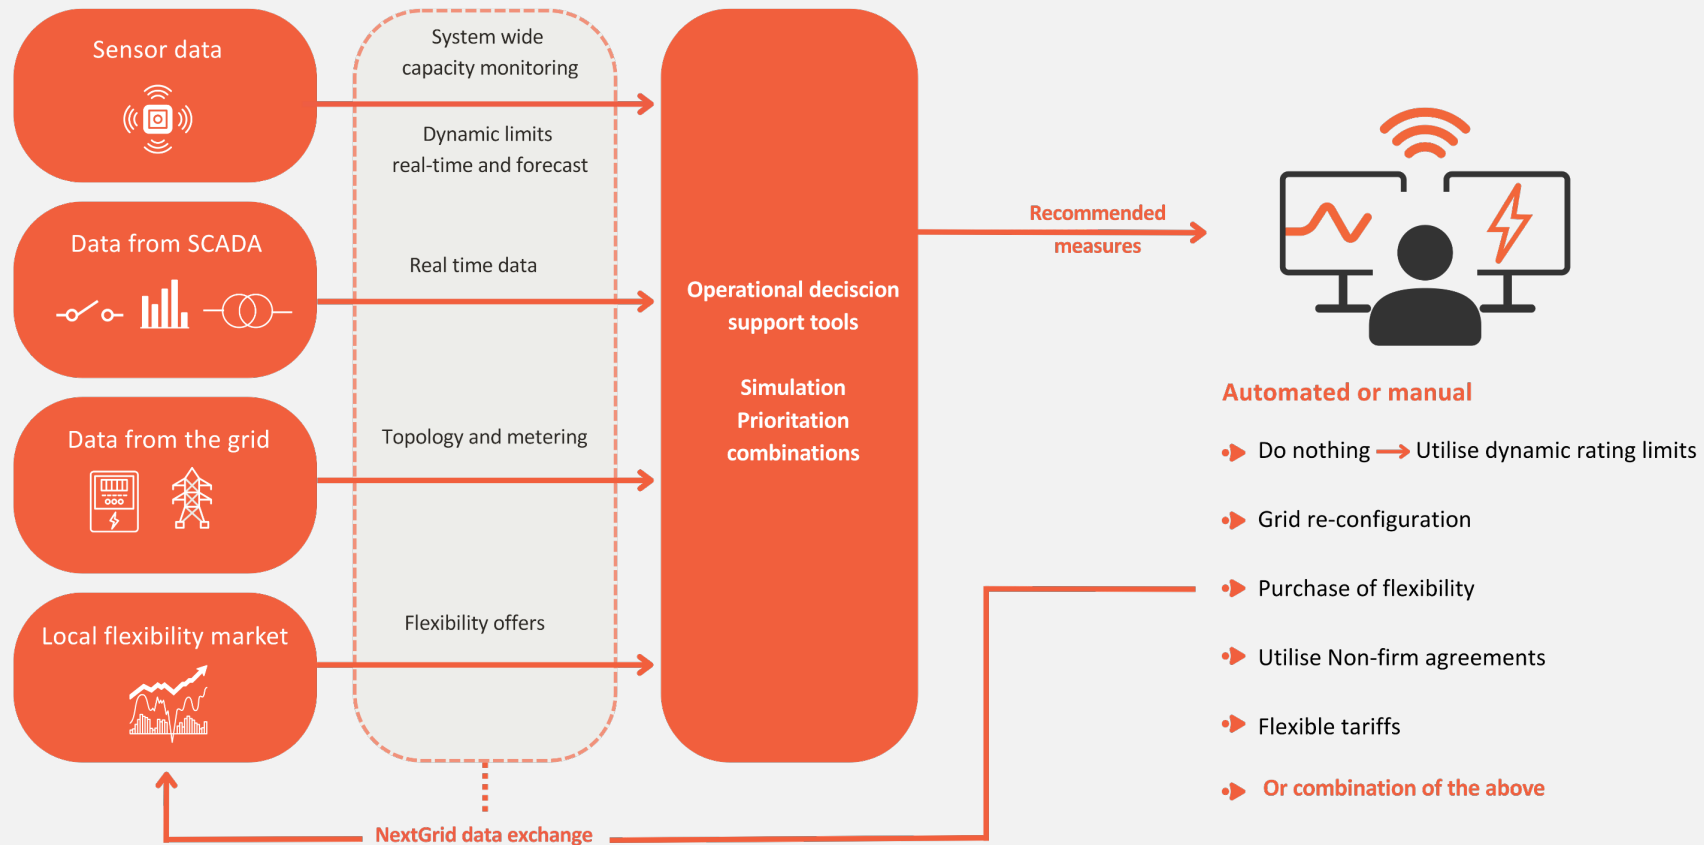 Sensor data
Data from SCADA
Data from the grid
Local flexibility market
System wide
capacity monitoring
Dynamic limits
real-time and forecast
Real time data
Topology and metering
Flexibility offers
NextGrid data exchange
Operational deciscion
support tools
Simulation
Prioritation
combinations
Recommended
measures
Automated or manual
Do nothing → Utilise dynamic rating limits
Grid re-configuration
Purchase of flexibility
Utilise Non-firm agreements
Flexible tariffs
Or combination of the above